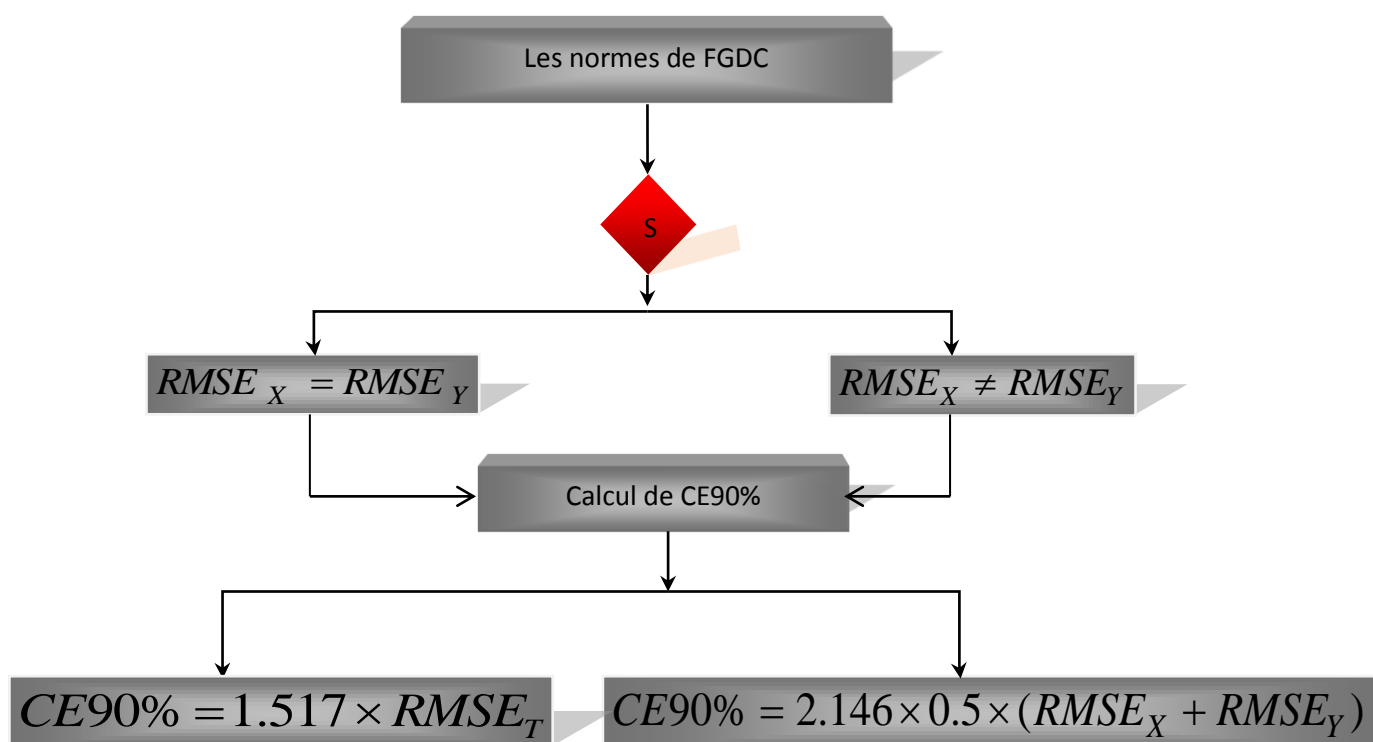 Les normes de FGDC
S
RMSE_X = RMSE_Y
RMSE_X ≠ RMSE_Y
Calcul de CE90%
CE90% = 1.517 × RMSE_T
CE90% = 2.146 × 0.5 × (RMSE_X + RMSE_Y)